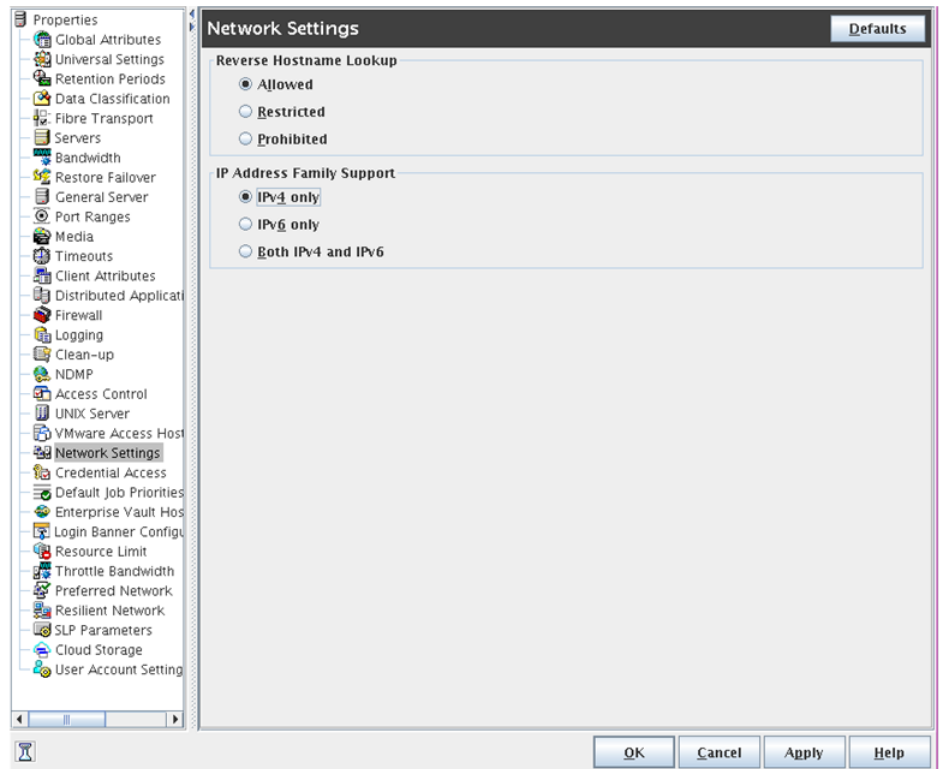 Properties
Global Attributes
Universal Settings
Retention Periods
Data Classification
Fibre Transport
Servers
Bandwidth
Restore Failover
General Server
Port Ranges
Media
Timeouts
Client Attributes
Distributed Applicati
Firewall
Logging
Clean-up
NDMP
Access Control
UNIX Server
VMware Access Host
Network Settings
Credential Access
Default Job Priorities
Enterprise Vault Hos
Login Banner Configu
Resource Limit
Throttle Bandwidth
Preferred Network
Resilient Network
SLP Parameters
Cloud Storage
User Account Setting
Network Settings
Defaults
Reverse Hostname Lookup
Allowed
Restricted
Prohibited
IP Address Family Support
IPv4 only
IPv6 only
Both IPv4 and IPv6
OK Cancel Apply Help